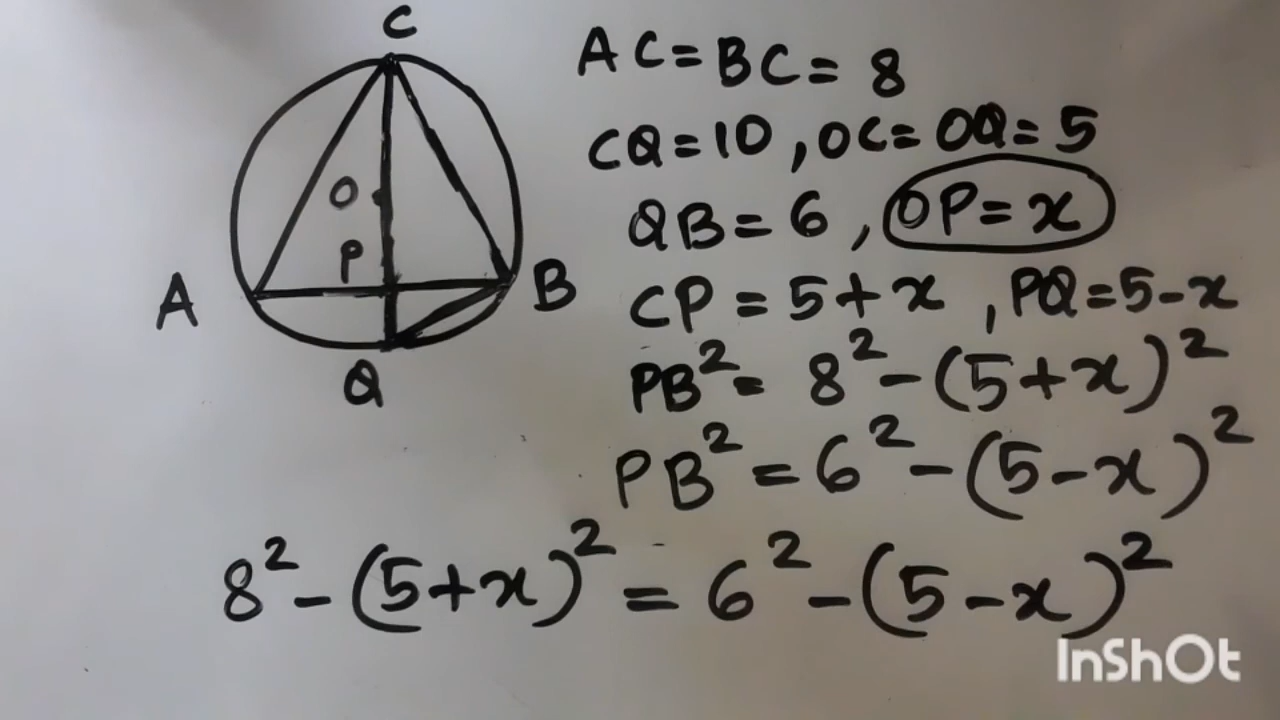 C
AC=BC=8
CQ=10, OC=OQ=5
O
QB=6, OP=x
P
A
B
CP=5+x, PQ=5-x
Q
PB²=8²-(5+x)²
PB²=6²-(5-x)²
8²-(5+x)²=6²-(5-x)²
InShOt